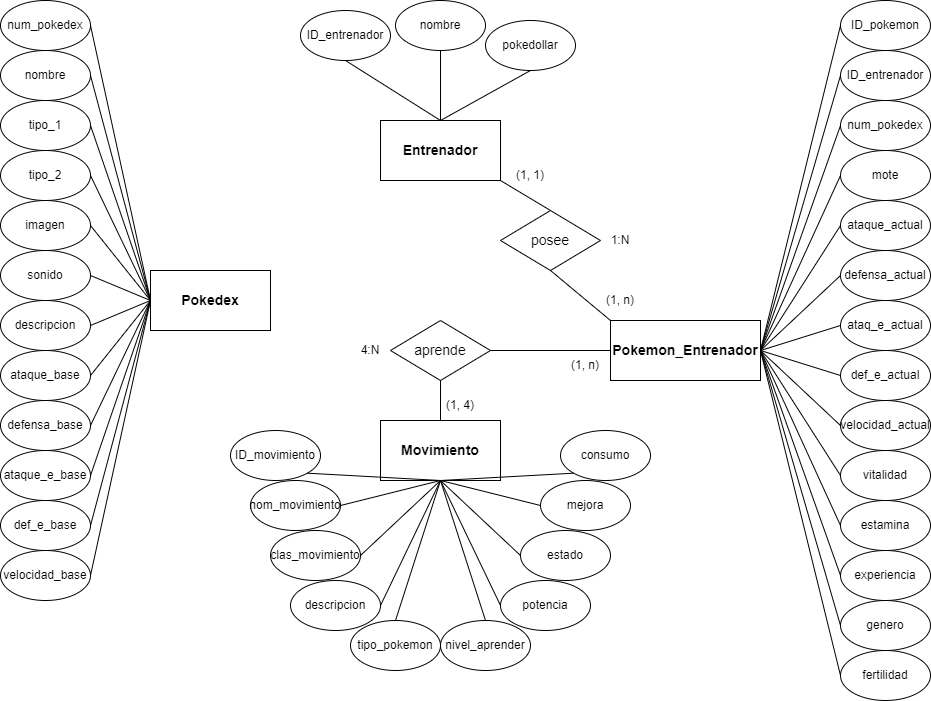 num_pokedex
nombre
tipo_1
tipo_2
imagen
sonido
descripcion
ataque_base
defensa_base
ataque_e_base
def_e_base
velocidad_base
Pokedex
ID_entrenador
nombre
pokedollar
Entrenador
(1, 1)
posee
1:N
(1, n)
Pokemon_Entrenador
(1, n)
aprende
4:N
(1, 4)
Movimiento
ID_movimiento
nom_movimiento
clas_movimiento
descripcion
tipo_pokemon
nivel_aprender
potencia
estado
mejora
consumo
ID_pokemon
ID_entrenador
num_pokedex
mote
ataque_actual
defensa_actual
ataq_e_actual
def_e_actual
velocidad_actual
vitalidad
estamina
experiencia
genero
fertilidad